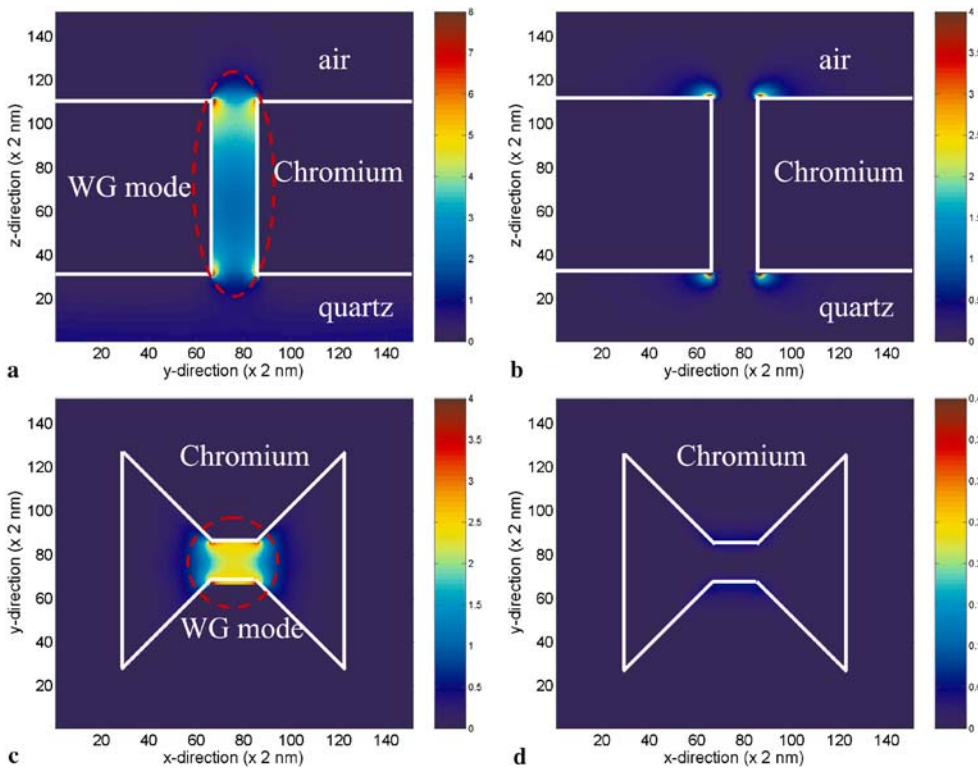 air
Chromium
WG mode
quartz
z-direction (x 2 nm)
140
120
100
80
60
40
20
20 40 60 80 100 120 140
y-direction (x 2 nm)
8
7
6
5
4
3
2
1
0
a
air
Chromium
quartz
z-direction (x 2 nm)
140
120
100
80
60
40
20
20 40 60 80 100 120 140
y-direction (x 2 nm)
b
Chromium
WG mode
y-direction (x 2 nm)
140
120
100
80
60
40
20
20 40 60 80 100 120 140
x-direction (x 2 nm)
4
3.5
3
2.5
2
1.5
1
0.5
0
c
Chromium
y-direction (x 2 nm)
140
120
100
80
60
40
20
20 40 60 80 100 120 140
x-direction (x 2 nm)
d